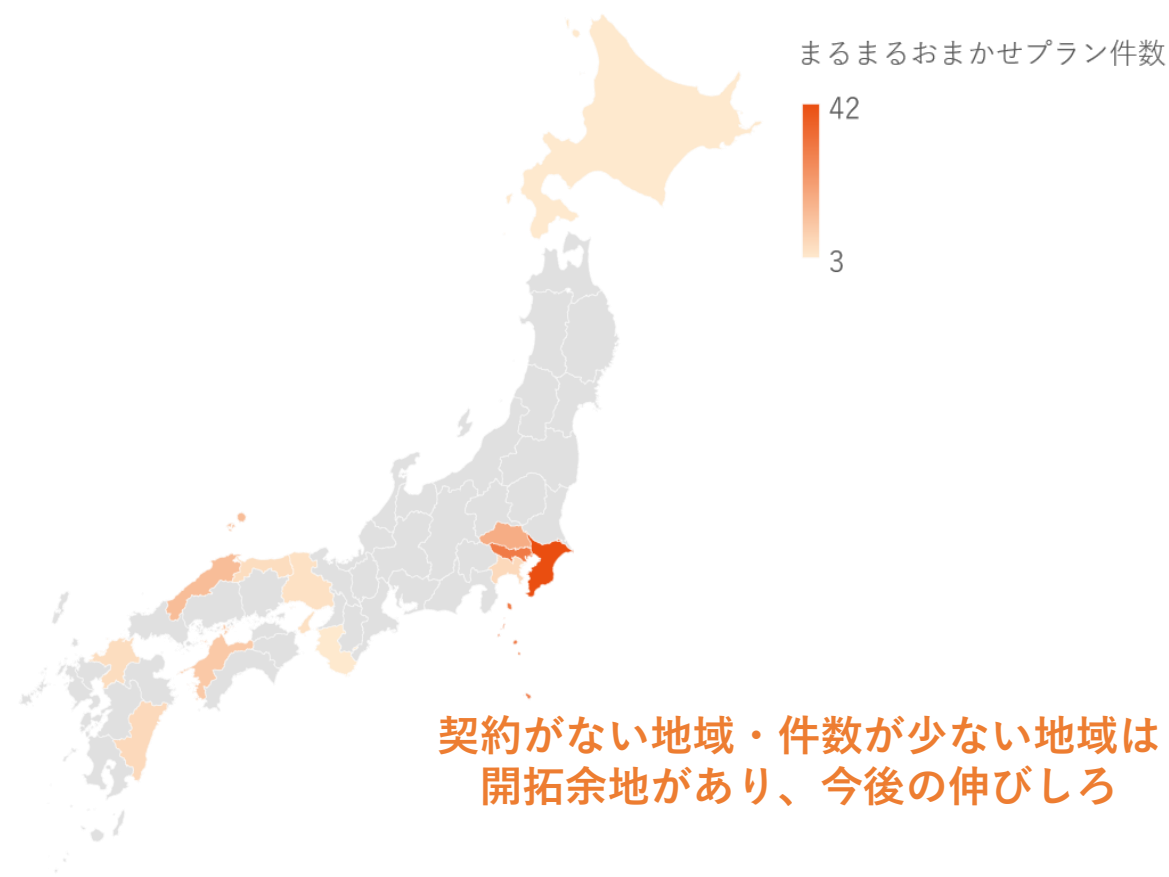 まるまるおまかせプラン件数
42
3
契約がない地域・件数が少ない地域は
開拓余地があり、今後の伸びしろ